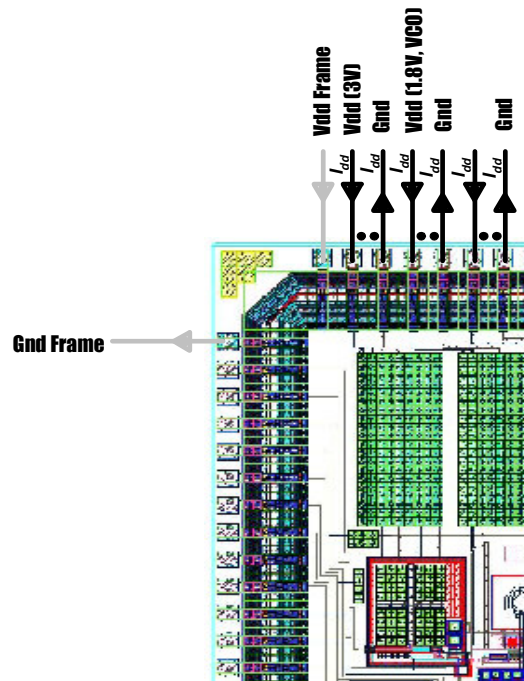 Vdd Frame
Vdd (3V)
Gnd
Vdd (1.8V, VCO)
Gnd
Gnd
Idd
Idd
Idd
Idd
Idd
Idd
Gnd Frame